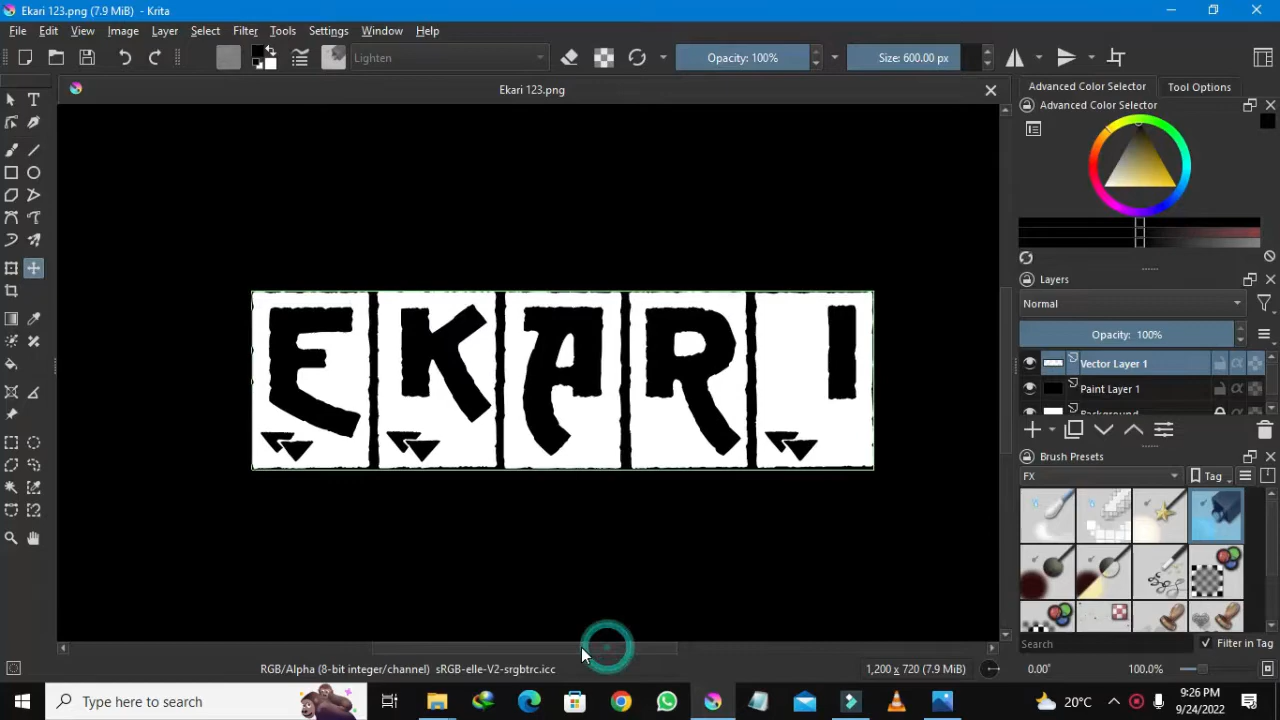 Ekari 123.png (7.9 MiB) - Krita
File Edit View Image Layer Select Filter Tools Settings Window Help
Lighten
Opacity: 100%
Size: 600.00 px
Ekari 123.png
Advanced Color Selector
Tool Options
Advanced Color Selector
EKARI
Layers
Normal
Opacity: 100%
Vector Layer 1
Paint Layer 1
Background
Brush Presets
FX
Tag
Search
Filter in Tag
RGB/Alpha (8-bit integer/channel) sRGB-elle-V2-srgbtrc.icc
1,200 x 720 (7.9 MiB)
0.00°
100.0%
Type here to search
20°C
9:26 PM
9/24/2022